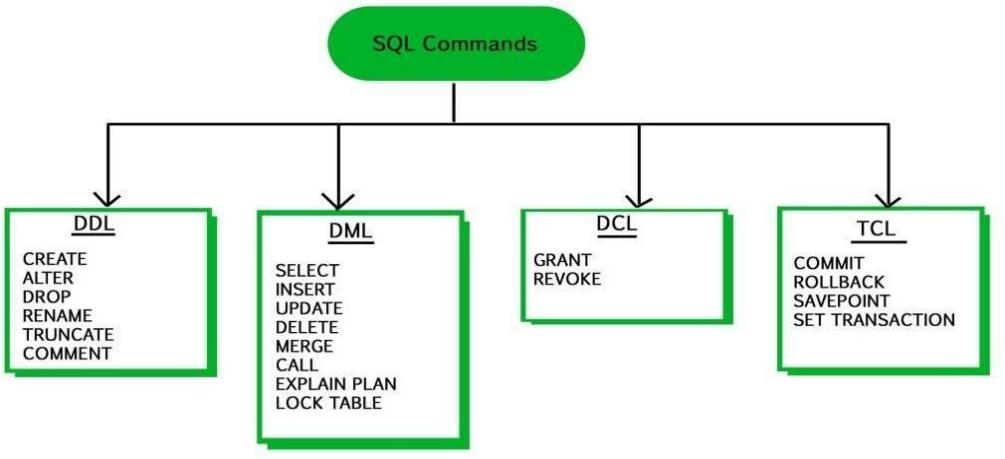 SQL Commands
DDL
CREATE
ALTER
DROP
RENAME
TRUNCATE
COMMENT
DML
SELECT
INSERT
UPDATE
DELETE
MERGE
CALL
EXPLAIN PLAN
LOCK TABLE
DCL
GRANT
REVOKE
TCL
COMMIT
ROLLBACK
SAVEPOINT
SET TRANSACTION